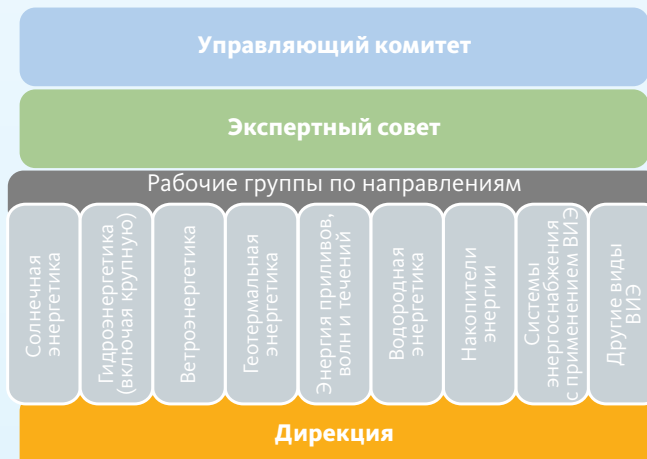 Управляющий комитет
Экспертный совет
Рабочие группы по направлениям
Солнечная
энергетика
Гидроэнергетика
(включая крупную)
Ветроэнергетика
Геотермальная
энергетика
Энергия приливов,
волн и течений
Водородная
энергетика
Накопители
энергии
Системы
энергоснабжения
с применением ВИЭ
Другие виды
ВИЭ
Дирекция